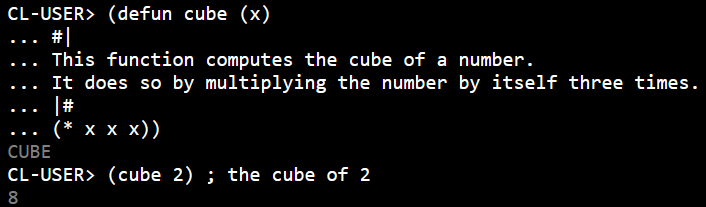 CL-USER> (defun cube (x)
... #|
... This function computes the cube of a number.
... It does so by multiplying the number by itself three times.
... |#
... (* x x x))
CUBE
CL-USER> (cube 2) ; the cube of 2
8